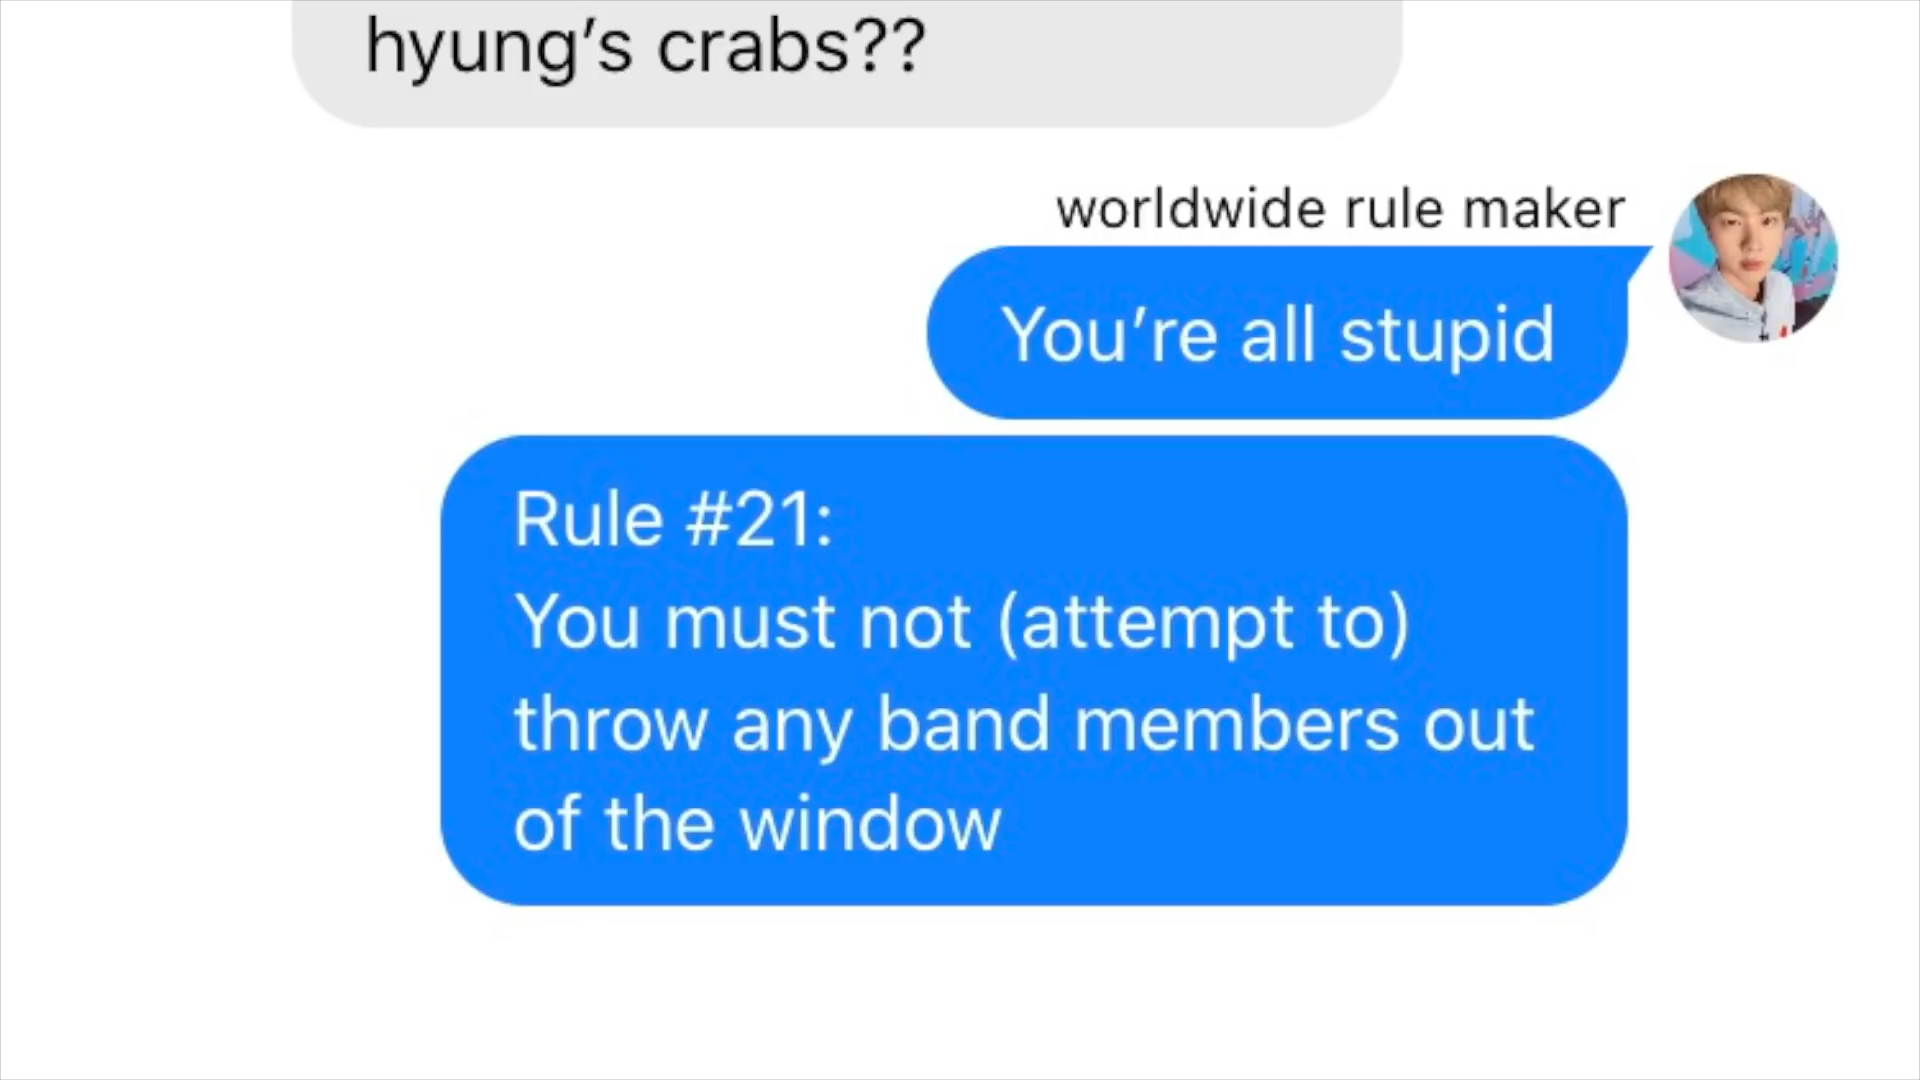 hyung’s crabs??
worldwide rule maker
You’re all stupid
Rule #21:
You must not (attempt to)
throw any band members out
of the window